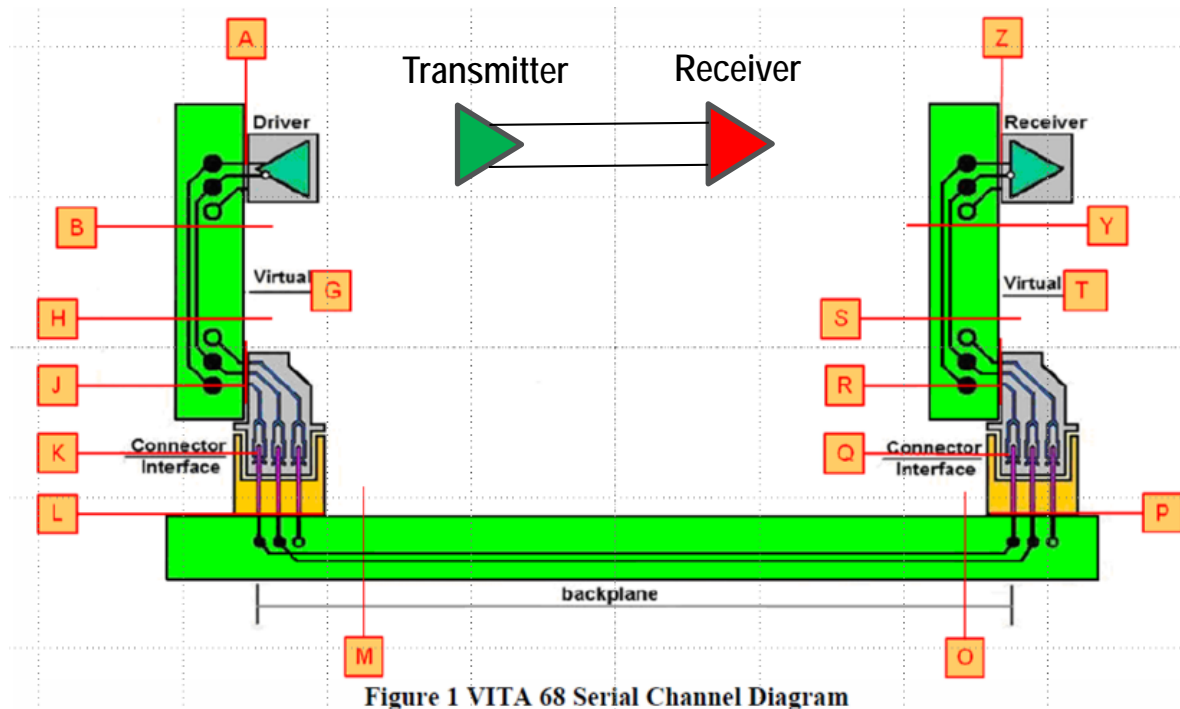 A
Z
Transmitter
Receiver
Driver
Receiver
B
Y
Virtual
G
Virtual
T
H
S
J
R
K
Connector
Interface
Q
Connector
Interface
L
P
backplane
M
O
Figure 1 VITA 68 Serial Channel Diagram